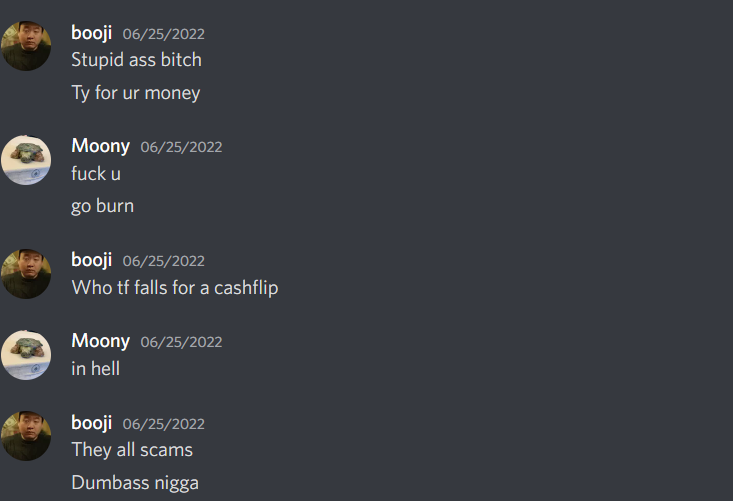 booji 06/25/2022
Stupid ass bitch
Ty for ur money
Moony 06/25/2022
fuck u
go burn
booji 06/25/2022
Who tf falls for a cashflip
Moony 06/25/2022
in hell
booji 06/25/2022
They all scams
Dumbass nigga